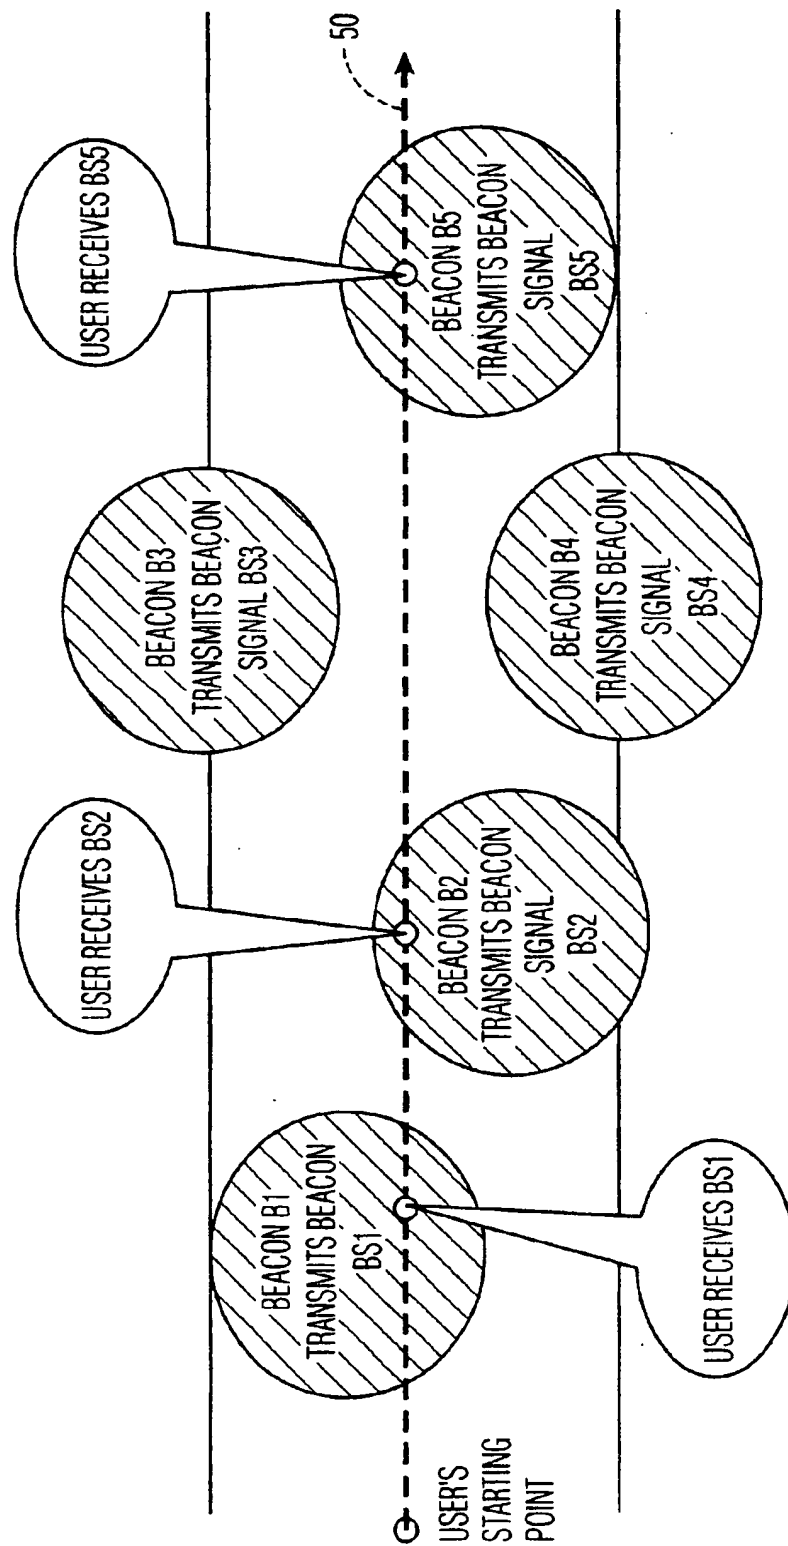 USER'S
STARTING
POINT
BEACON B1
TRANSMITS BEACON
BS1
USER RECEIVES BS1
USER RECEIVES BS2
BEACON B2
TRANSMITS BEACON
SIGNAL
BS2
BEACON B3
TRANSMITS BEACON
SIGNAL BS3
BEACON B4
TRANSMITS BEACON
SIGNAL
BS4
USER RECEIVES BS5
BEACON B5
TRANSMITS BEACON
SIGNAL
BS5
50